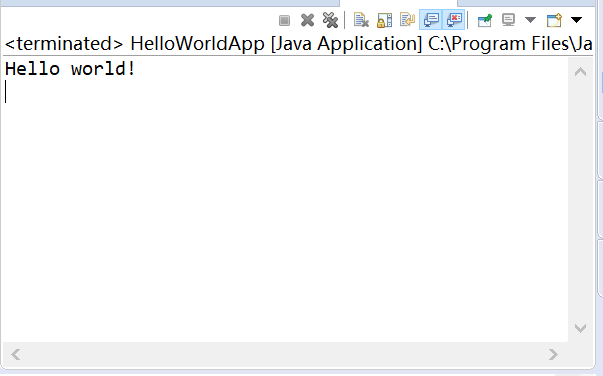 <terminated> HelloWorldApp [Java Application] C:\Program Files\Ja
Hello world!